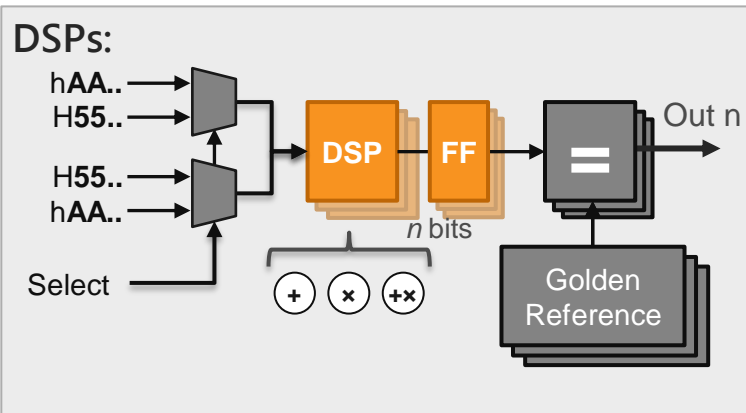 DSPs:
hAA..
H55..
H55..
hAA..
Select
DSP
FF
n bits
+
×
+×
=
Out n
Golden
Reference